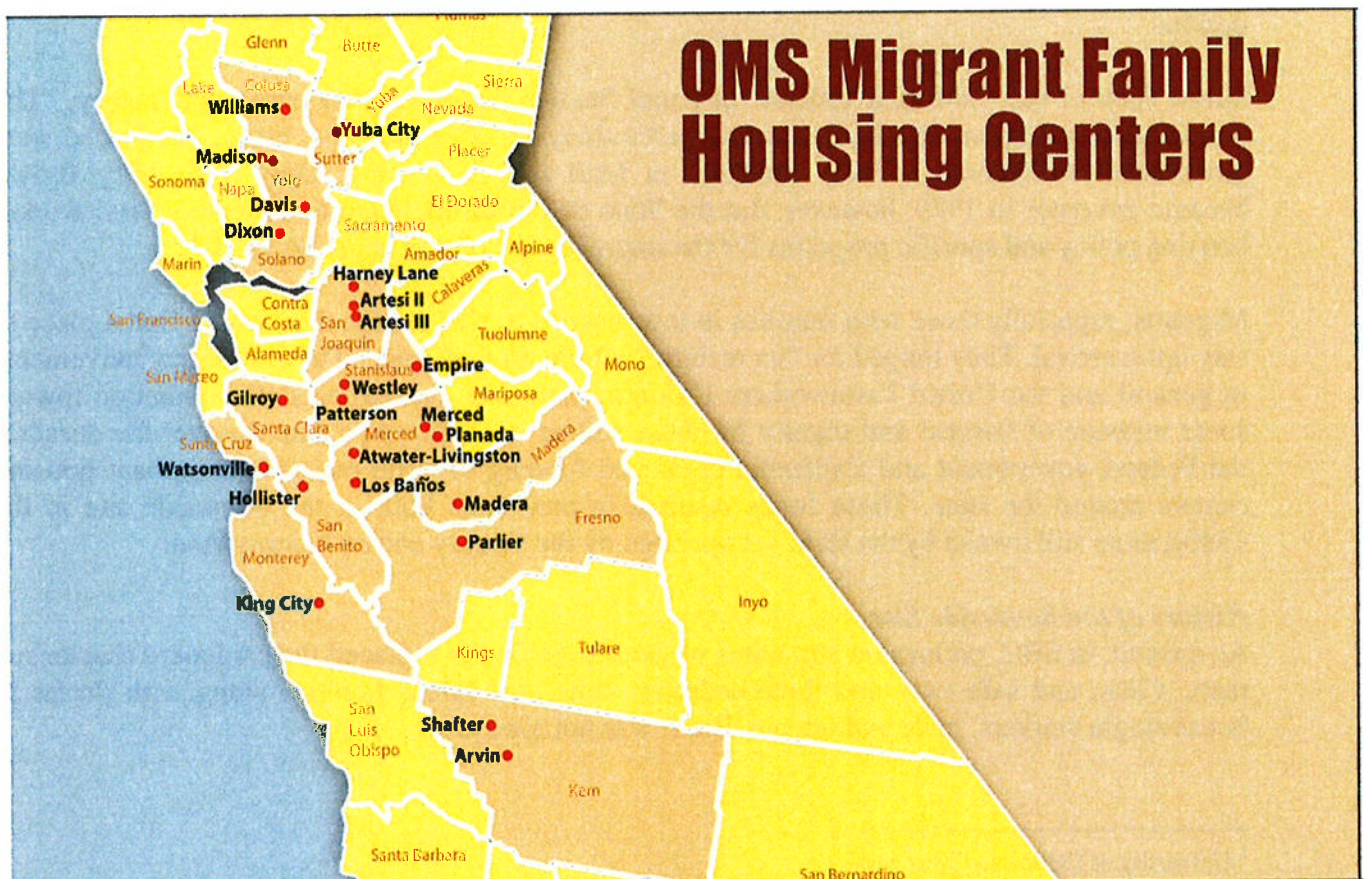 OMS Migrant Family
Housing Centers
Glenn
Butte
Plumas
Sierra
Lake
Colusa
Williams
Yuba
Nevada
Yuba City
Placer
Madison
Sutter
Sonoma
Napa
Yolo
Davis
El Dorado
Sacramento
Dixon
Alpine
Marin
Solano
Amador
Harney Lane
Calaveras
Contra
Costa
Artesi II
San
Joaquin
Artesi III
San Francisco
Tuolumne
Alameda
Mono
Stanislaus
Empire
San Mateo
Westley
Mariposa
Gilroy
Patterson
Merced
Santa Clara
Merced
Planada
Madera
Santa Cruz
Atwater-Livingston
Watsonville
Los Baños
Hollister
Madera
Fresno
San
Benito
Parlier
Monterey
King City
Inyo
Kings
Tulare
San
Luis
Obispo
Shafter
Arvin
Kern
Santa Barbara
San Bernardino